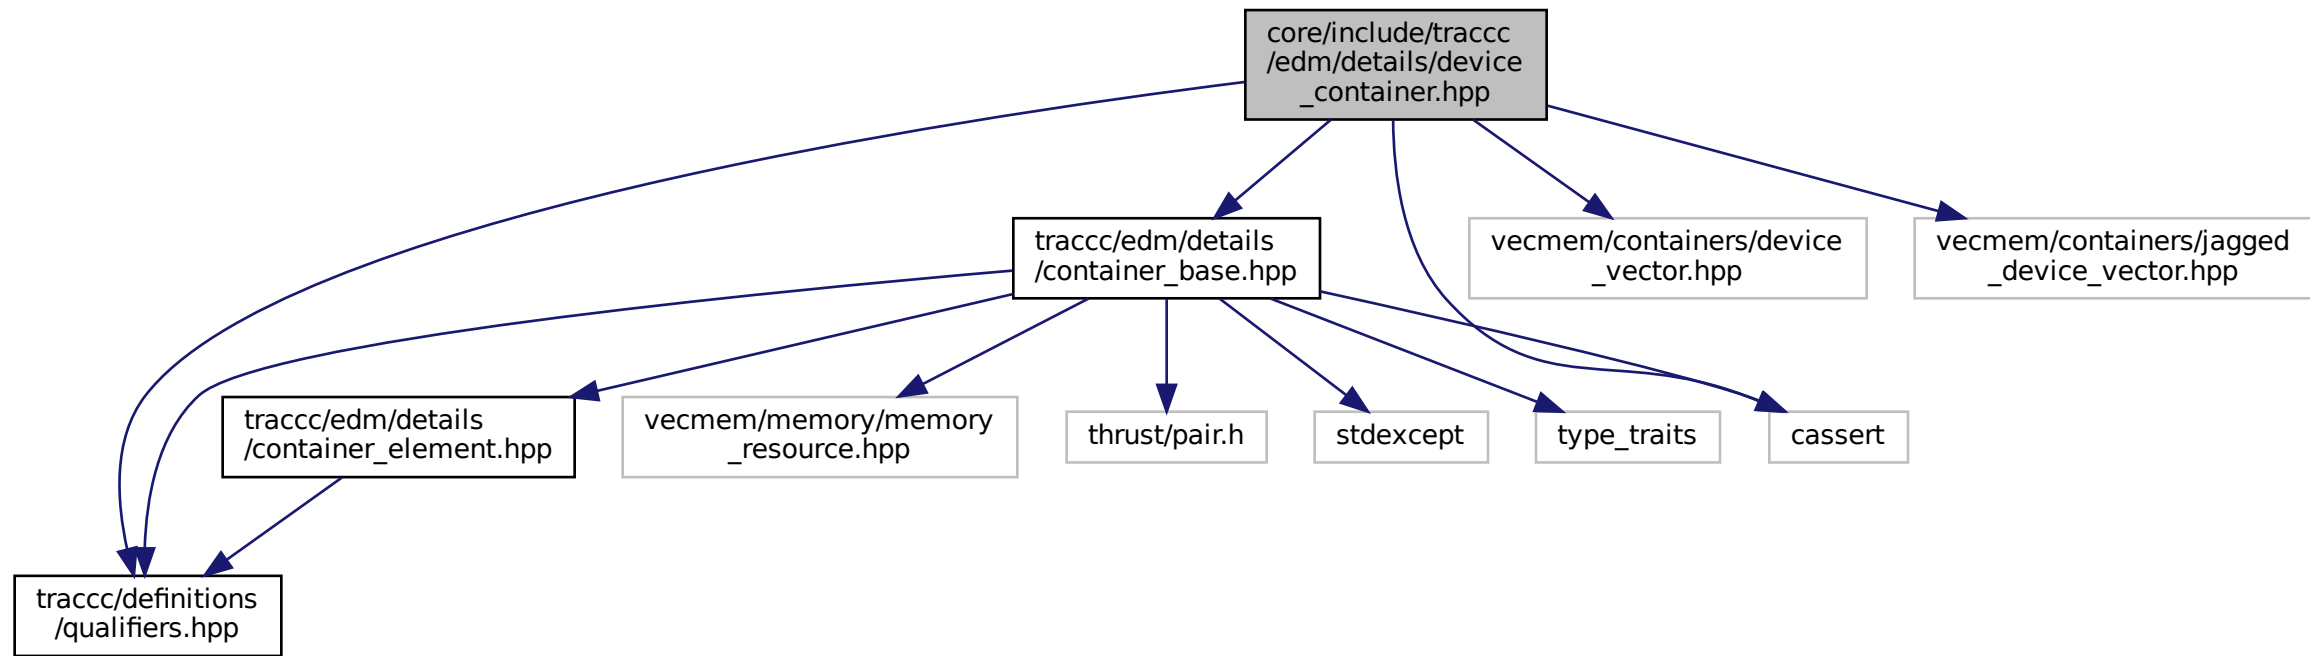 core/include/traccc
/edm/details/device
_container.hpp
traccc/edm/details
/container_base.hpp
vecmem/containers/device
_vector.hpp
vecmem/containers/jagged
_device_vector.hpp
traccc/edm/details
/container_element.hpp
vecmem/memory/memory
_resource.hpp
thrust/pair.h
stdexcept
type_traits
cassert
traccc/definitions
/qualifiers.hpp